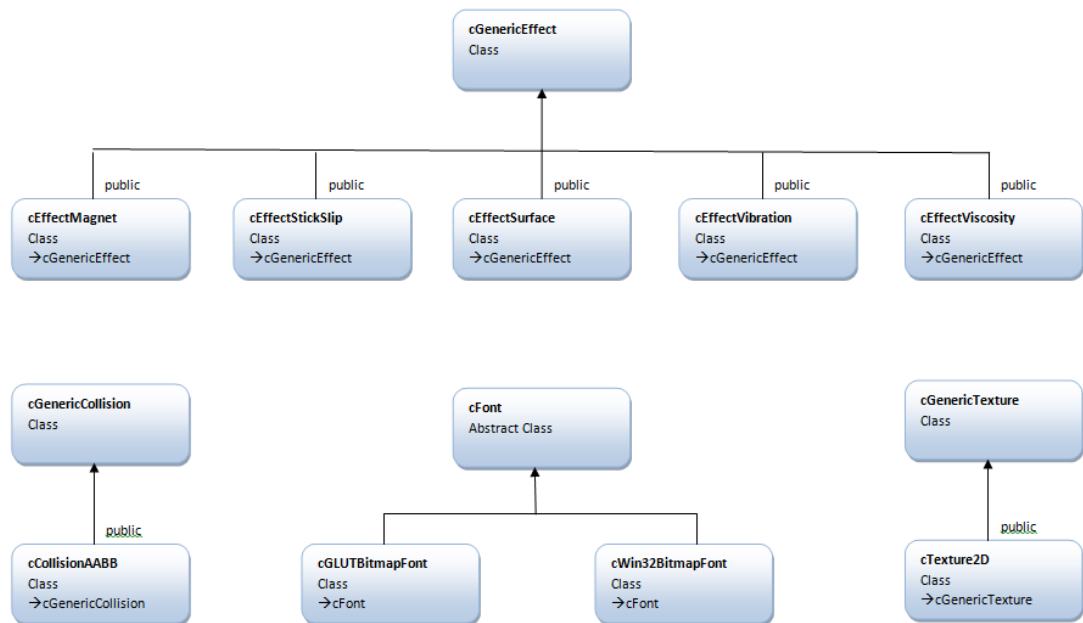 cGenericEffect
Class
public
public
public
public
public
cEffectMagnet
Class
→cGenericEffect
cEffectStickSlip
Class
→cGenericEffect
cEffectSurface
Class
→cGenericEffect
cEffectVibration
Class
→cGenericEffect
cEffectViscosity
Class
→cGenericEffect
cGenericCollision
Class
cFont
Abstract Class
cGenericTexture
Class
public
public
cCollisionAABB
Class
→cGenericCollision
cGLUTBitmapFont
Class
→cFont
cWin32BitmapFont
Class
→cFont
cTexture2D
Class
→cGenericTexture